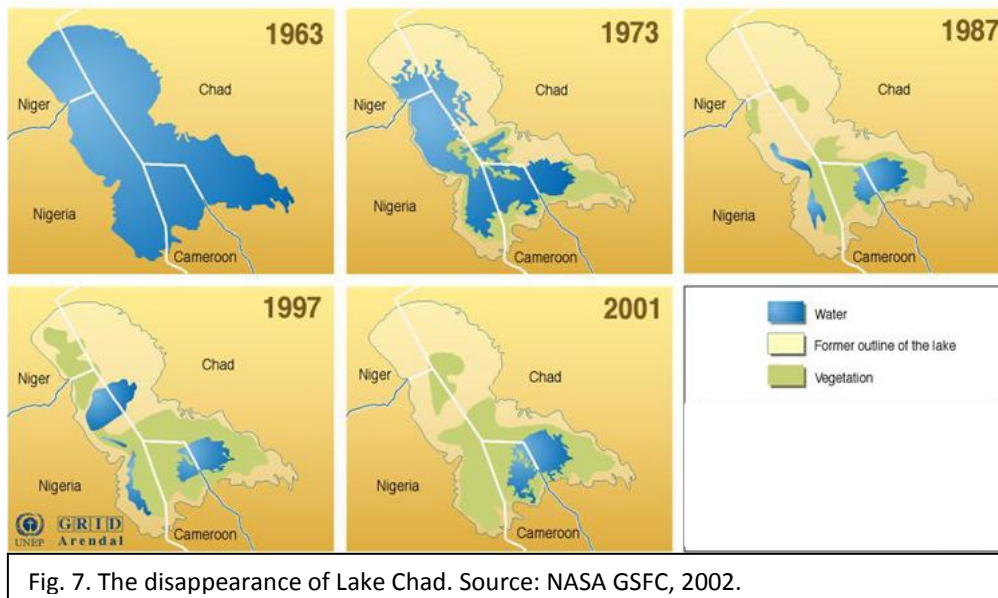 1963
Chad
Niger
Nigeria
Cameroon
1973
Chad
Niger
Nigeria
Cameroon
1987
Chad
Niger
Nigeria
Cameroon
1997
Chad
Niger
Nigeria
Cameroon
UNEP
GRID
Arendal
2001
Chad
Niger
Nigeria
Cameroon
Water
Former outline of the lake
Vegetation
Fig. 7. The disappearance of Lake Chad. Source: NASA GSFC, 2002.